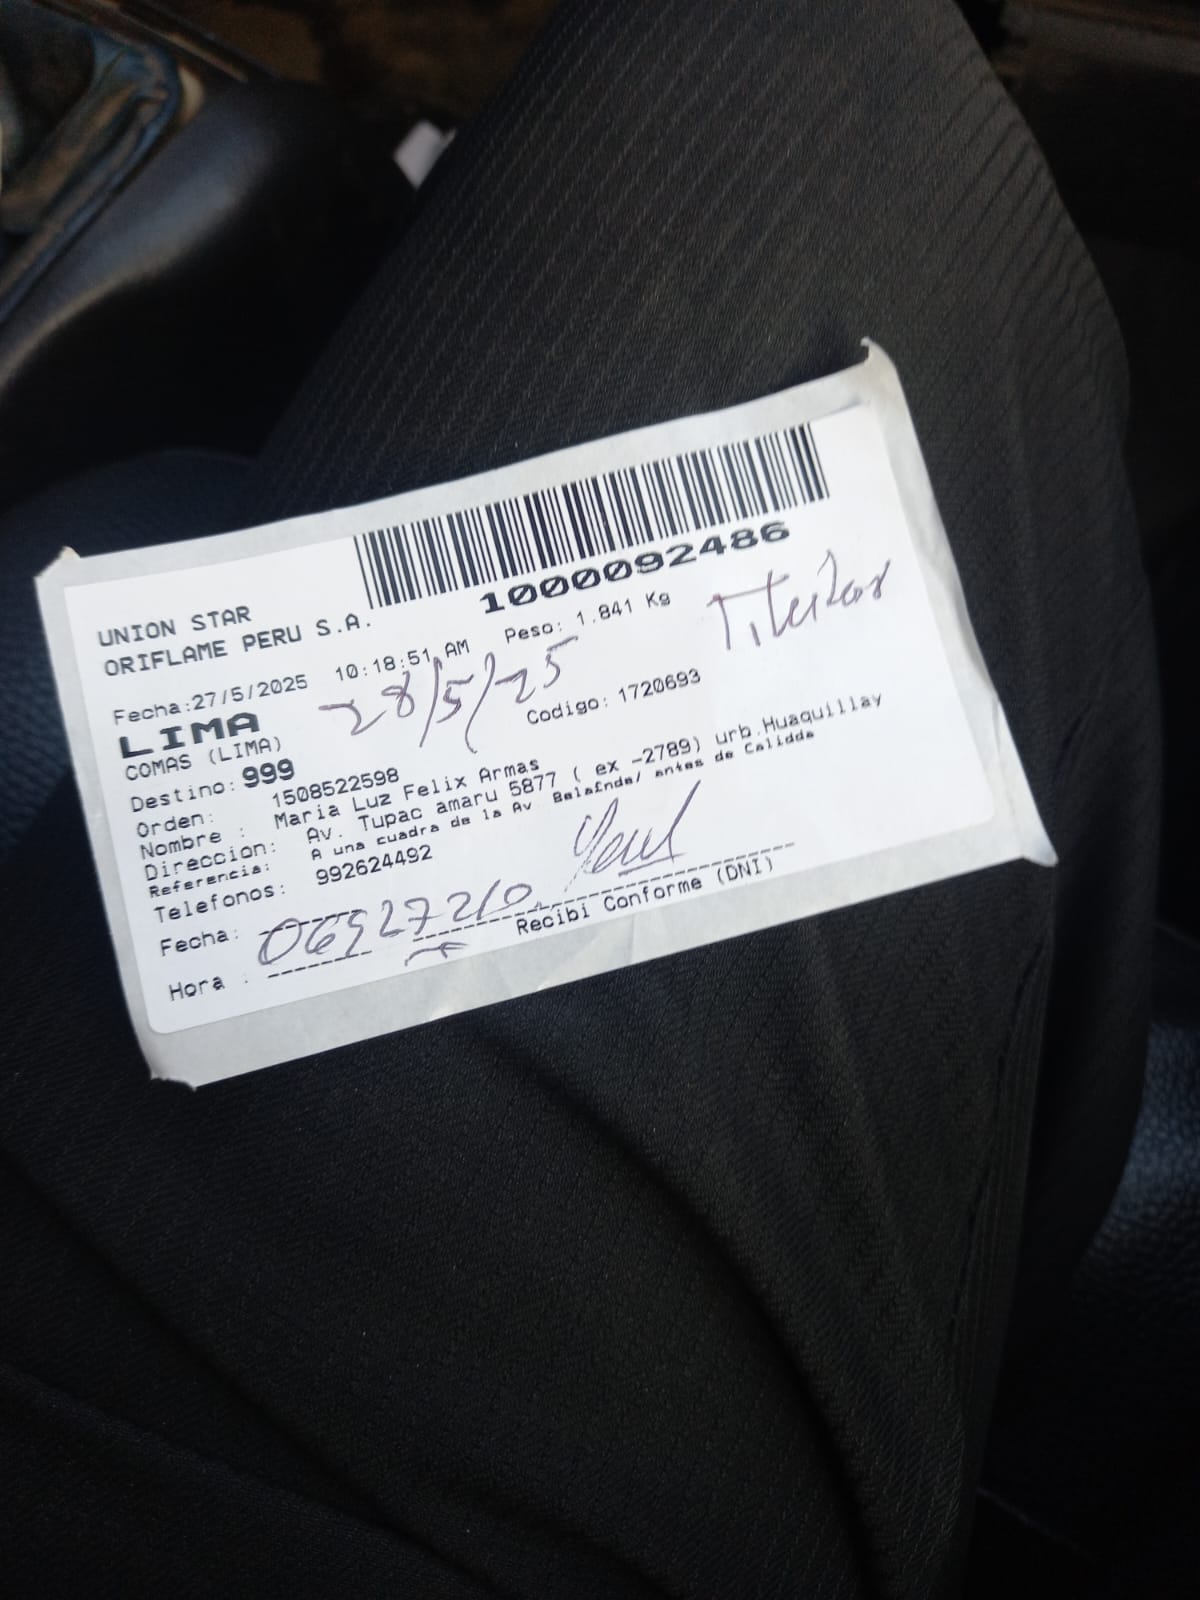 1000092486
UNION STAR
ORIFLAME PERU S.A.
Fecha:27/5/2025 10:18:51 AM Peso: 1.841 Kg
Titular
28/5/25
LIMA
COMAS (LIMA)
Codigo: 1720693
Destino: 999
Orden: 1508522598
Nombre : Maria Luz Felix Armas
Direccion: Av. Tupac amaru 5877 ( ex -2789) urb.Huaquillay
Referencia: A una cuadra de la Av antes de Calidda
Telefonos: 992624492
Fecha: 06927210
Recibi Conforme (DNI)
Hora :